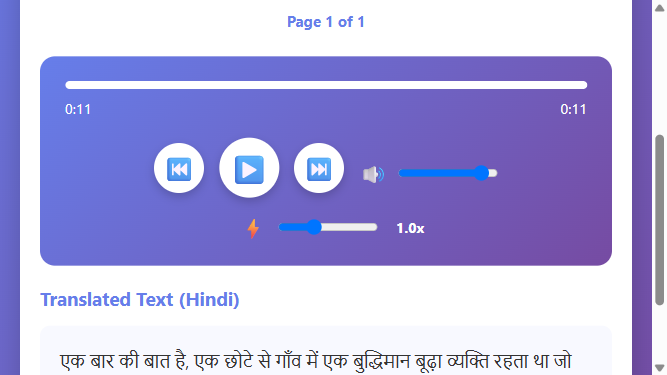 Page 1 of 1
0:11 0:11
1.0x
Translated Text (Hindi)
एक बार की बात है, एक छोटे से गाँव में एक बुद्धिमान बूढ़ा व्यक्ति रहता था जो